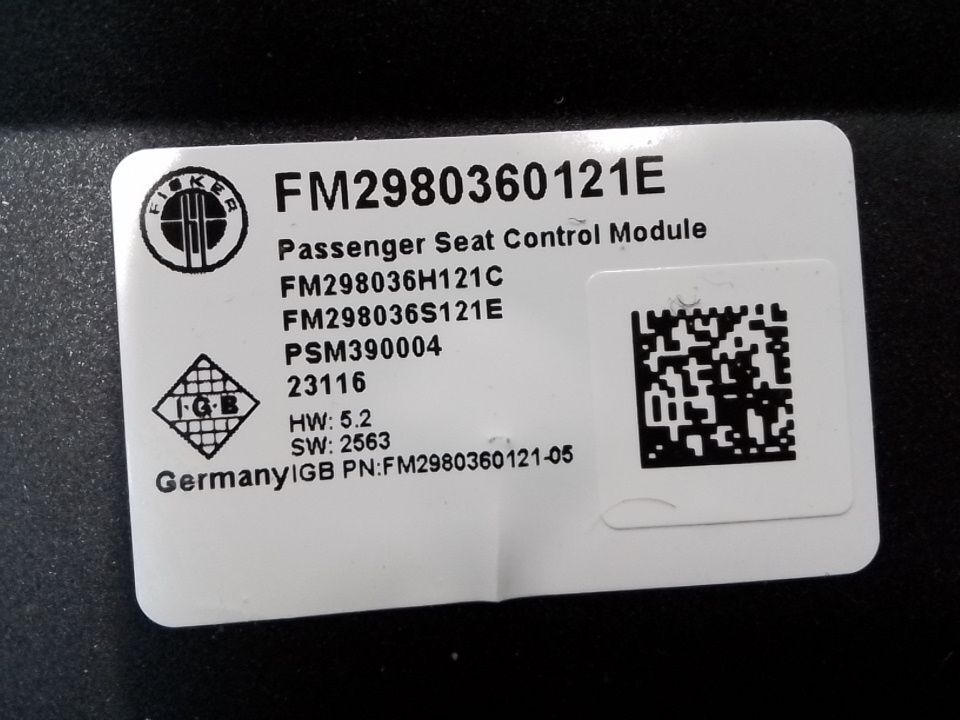 FISKER
FM2980360121E
Passenger Seat Control Module
FM298036H121C
FM298036S121E
PSM390004
23116
I·G·B
HW: 5.2
SW: 2563
Germany IGB PN:FM2980360121-05